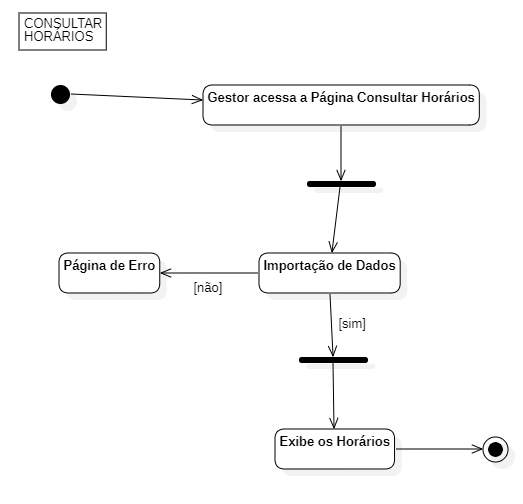 CONSULTAR
HORÁRIOS
Gestor acessa a Página Consultar Horários
Página de Erro
Importação de Dados
[não]
[sim]
Exibe os Horários